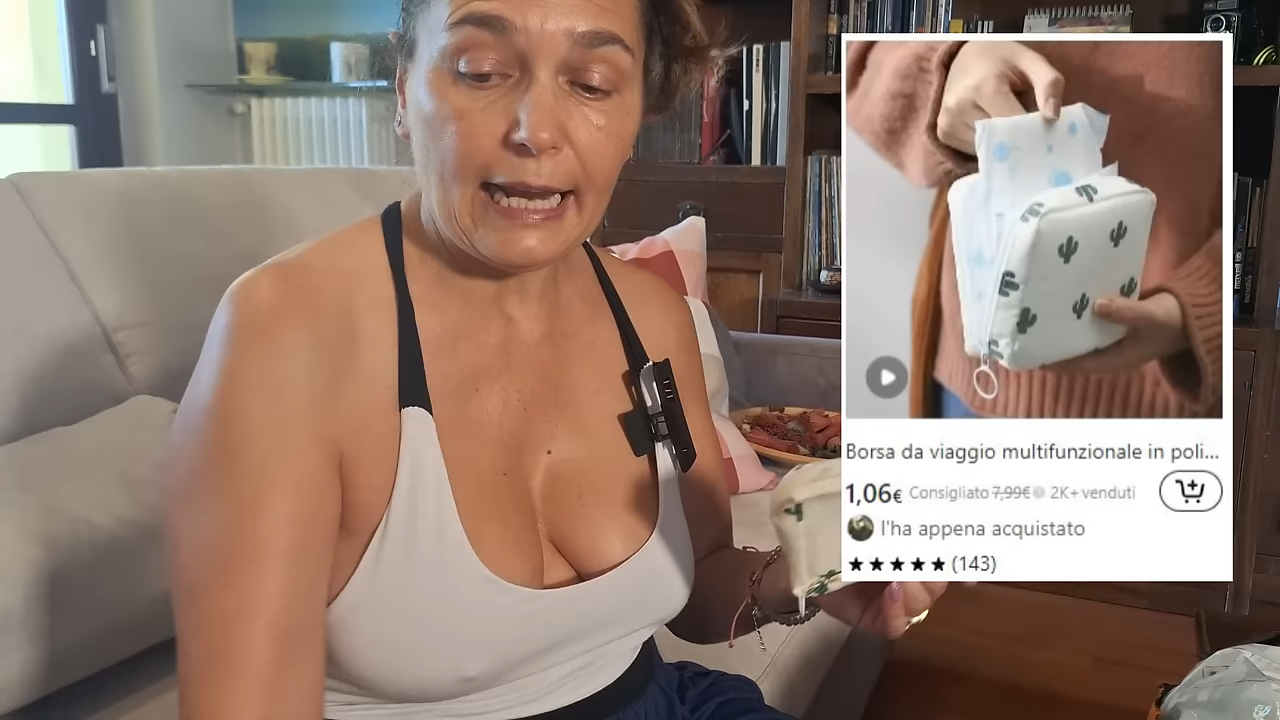 Borsa da viaggio multifunzionale in poli...
1,06€ Consigliato 7,99€ 2K+ venduti
l'ha appena acquistato
★★★★★ (143)